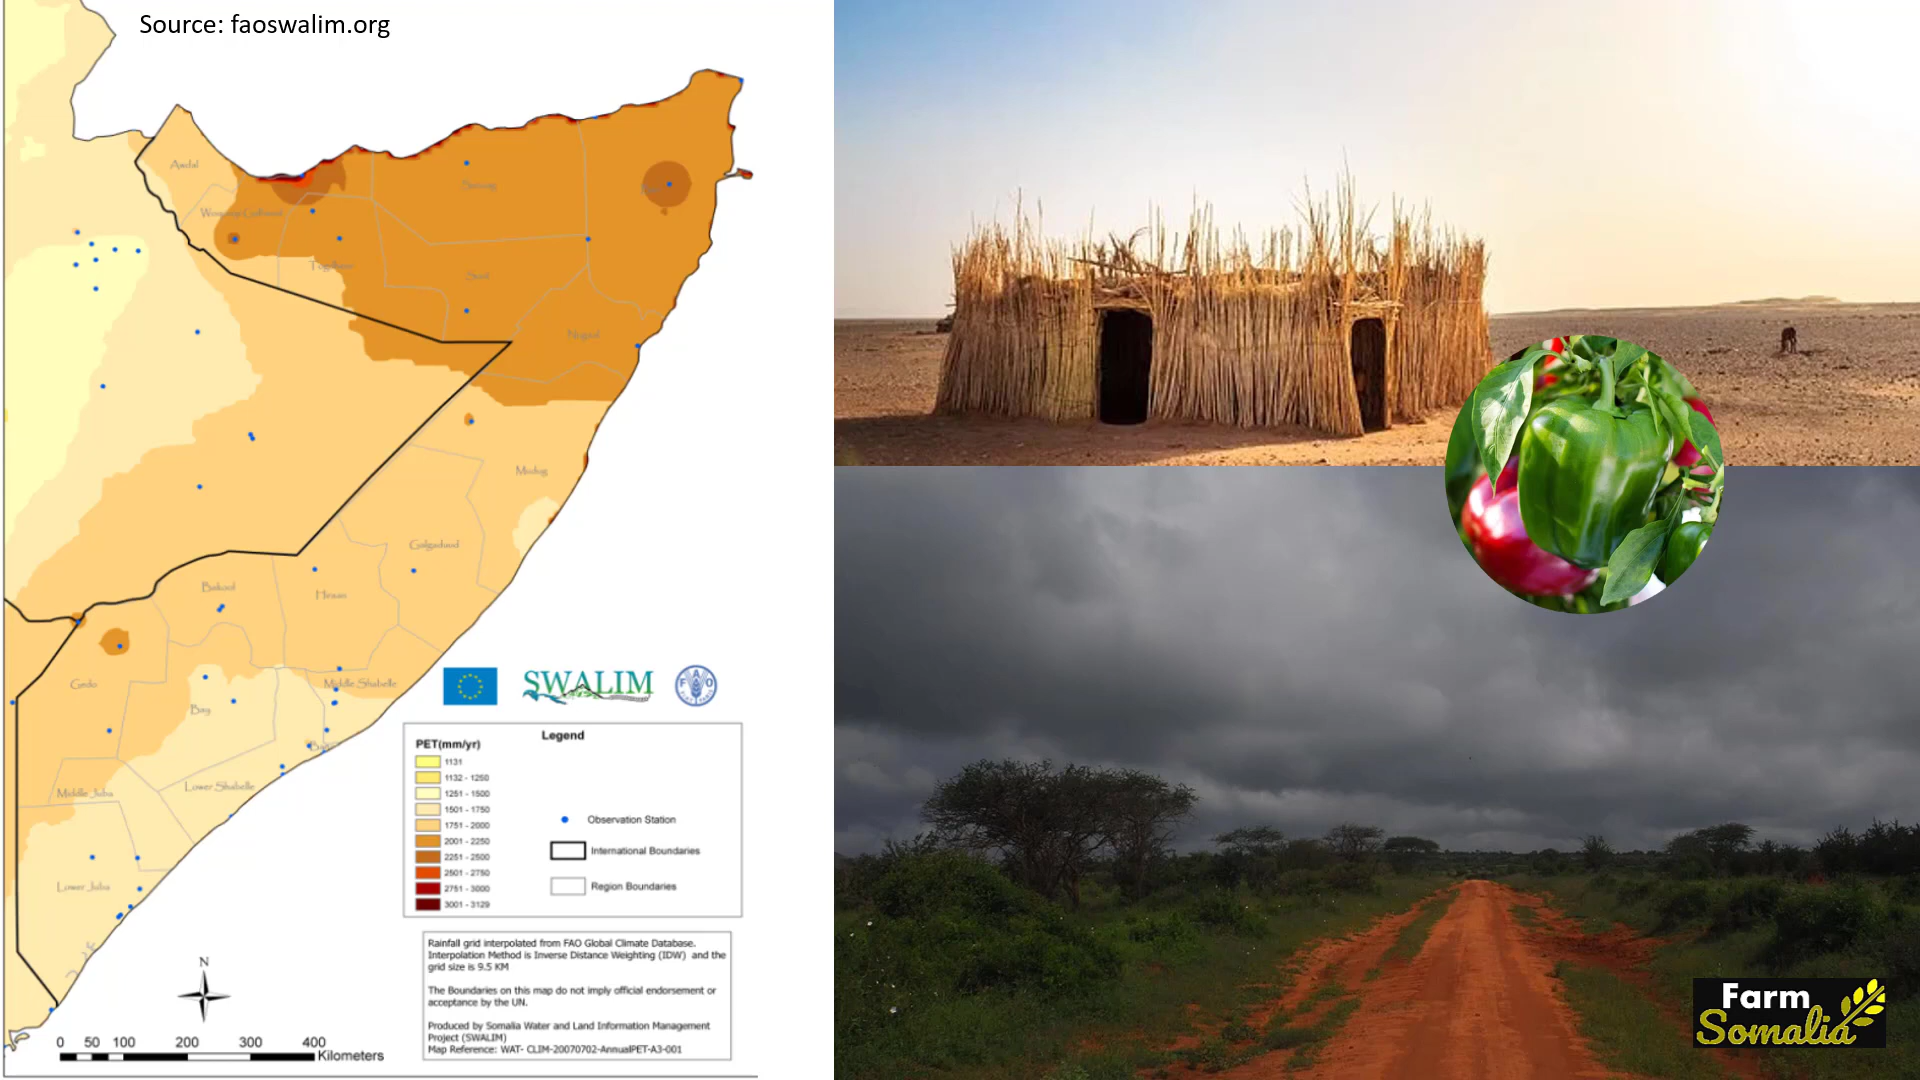 Source: faoswalim.org
Awdal
Woqooyi Galbeed
Togdheer
Sanaag
Sool
Nugaal
Mudug
Galgaduud
Bakool
Hiraan
Gedo
Bay
Middle Shabelle
Lower Shabelle
Middle Juba
Lower Juba
SWALIM
FAO
Legend
PET(mm/yr)
1131
1132 - 1250
1251 - 1500
1501 - 1750
1751 - 2000
2001 - 2250
2251 - 2500
2501 - 2750
2751 - 3000
3001 - 3129
Observation Station
International Boundaries
Region Boundaries
Rainfall grid interpolated from FAO Global Climate Database.
Interpolation Method is Inverse Distance Weighting (IDW) and the
grid size is 9.5 KM
The Boundaries on this map do not imply official endorsement or
acceptance by the UN.
Produced by Somalia Water and Land Information Management
Project (SWALIM)
Map Reference: WAT- CLIM-20070702-AnnualPET-A3-001
N
0 50 100 200 300 400
Kilometers
Farm
Somalia